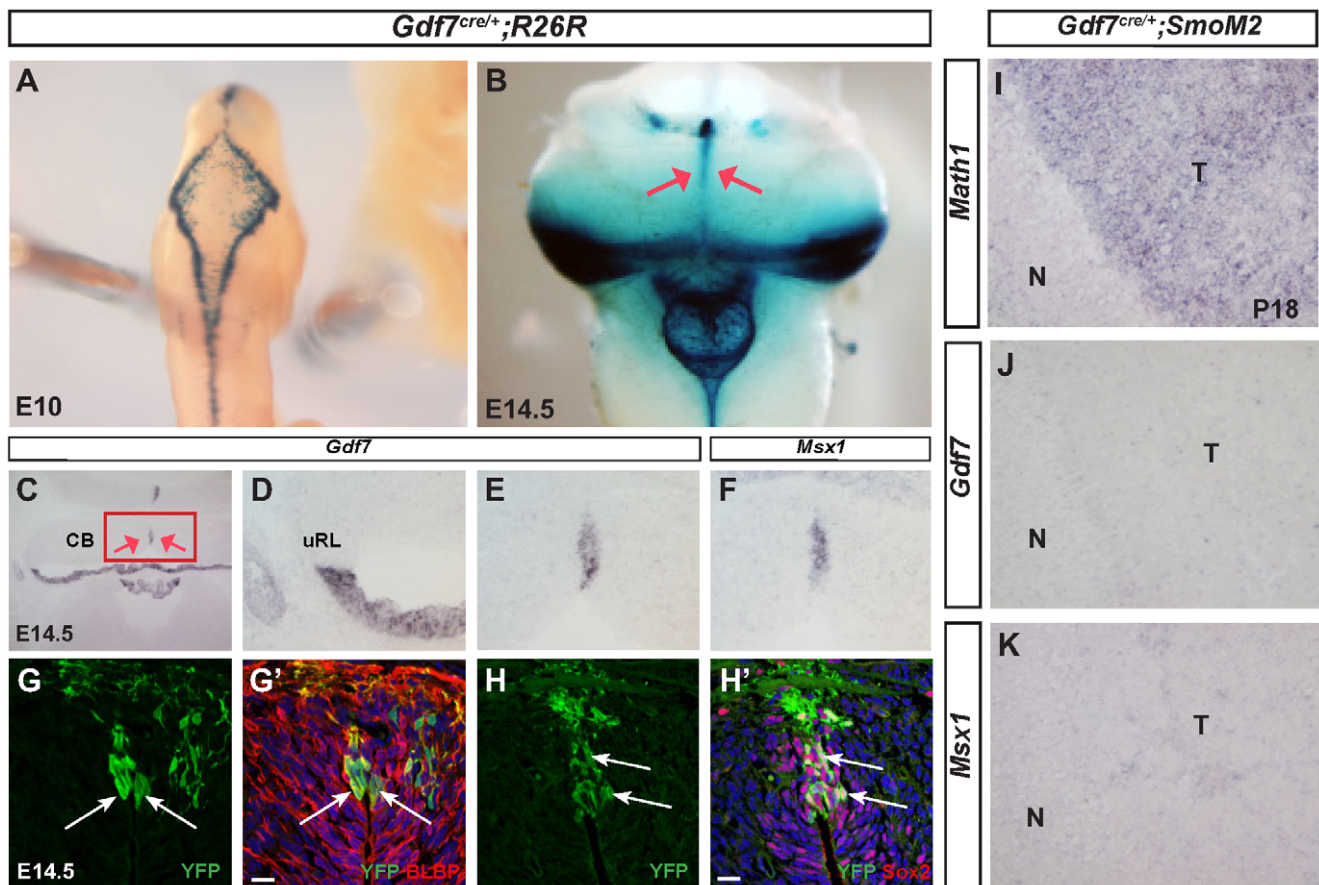 Gdf7cre/+;R26R
Gdf7cre/+;SmoM2
A
E10
B
E14.5
Math1
I
T
N
P18
Gdf7
Msx1
C
CB
E14.5
D
uRL
E
F
Gdf7
J
T
N
G
E14.5
YFP
G’
YFP BLBP
H
YFP
H’
YFP Sox2
Msx1
K
T
N